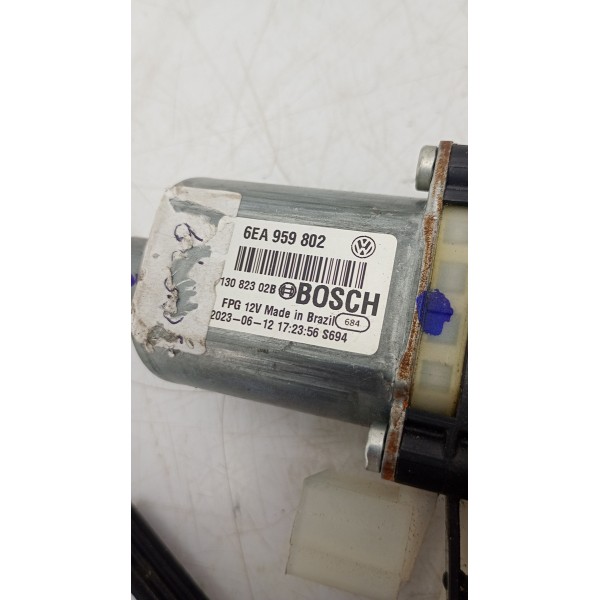 6EA 959 802
130 823 02B BOSCH
FPG 12V Made in Brazil 684
2023-06-12 17:23:56 S694